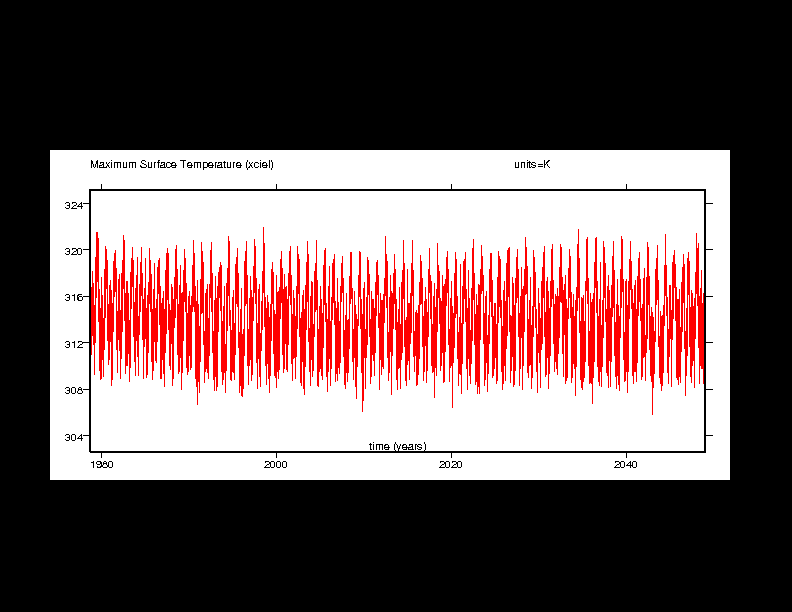 Maximum Surface Temperature (xciel) units=K
324
320
316
312
308
304
time (years)
1980 2000 2020 2040